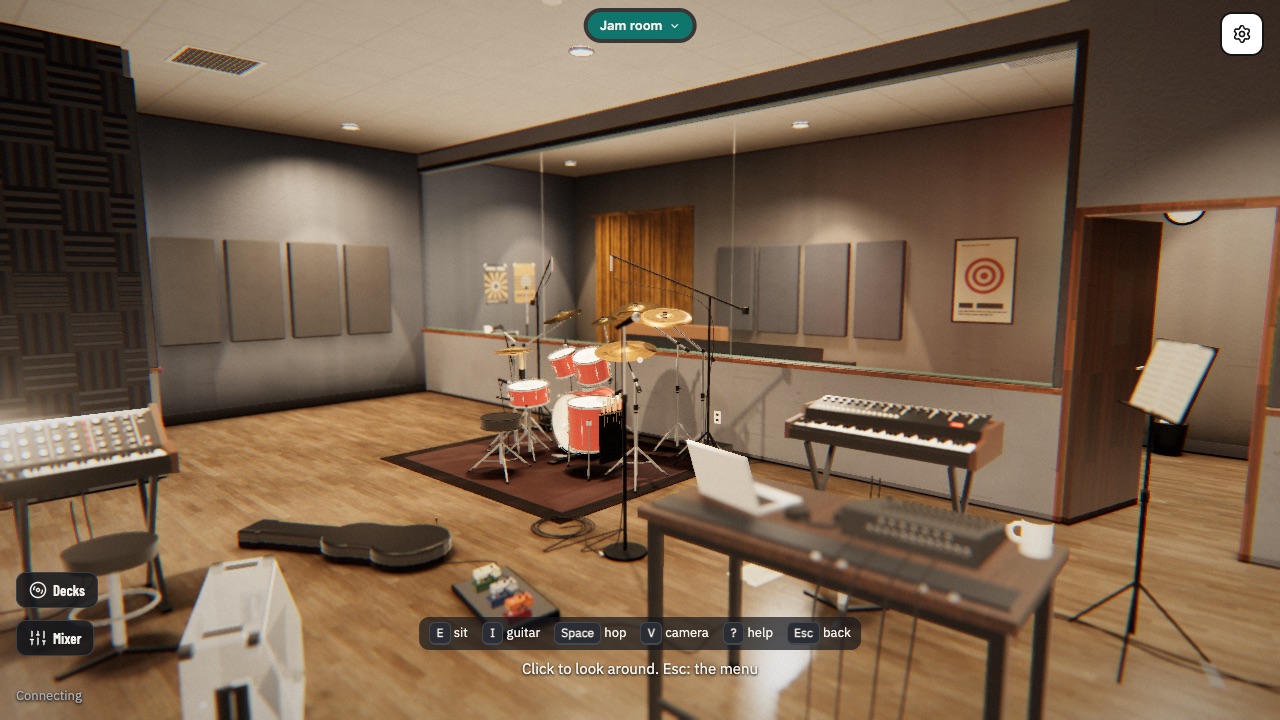 Jam room
Decks
Mixer
E sit I guitar Space hop V camera ? help Esc back
Click to look around. Esc: the menu
Connecting